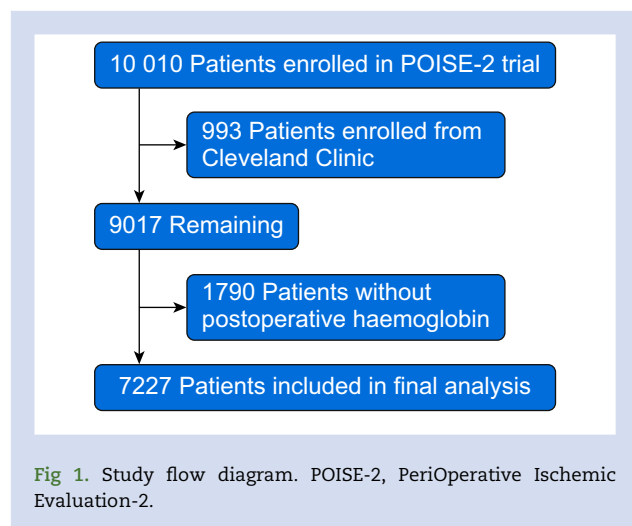 10 010 Patients enrolled in POISE-2 trial
993 Patients enrolled from
Cleveland Clinic
9017 Remaining
1790 Patients without
postoperative haemoglobin
7227 Patients included in final analysis
Fig 1. Study flow diagram. POISE-2, PeriOperative Ischemic
Evaluation-2.